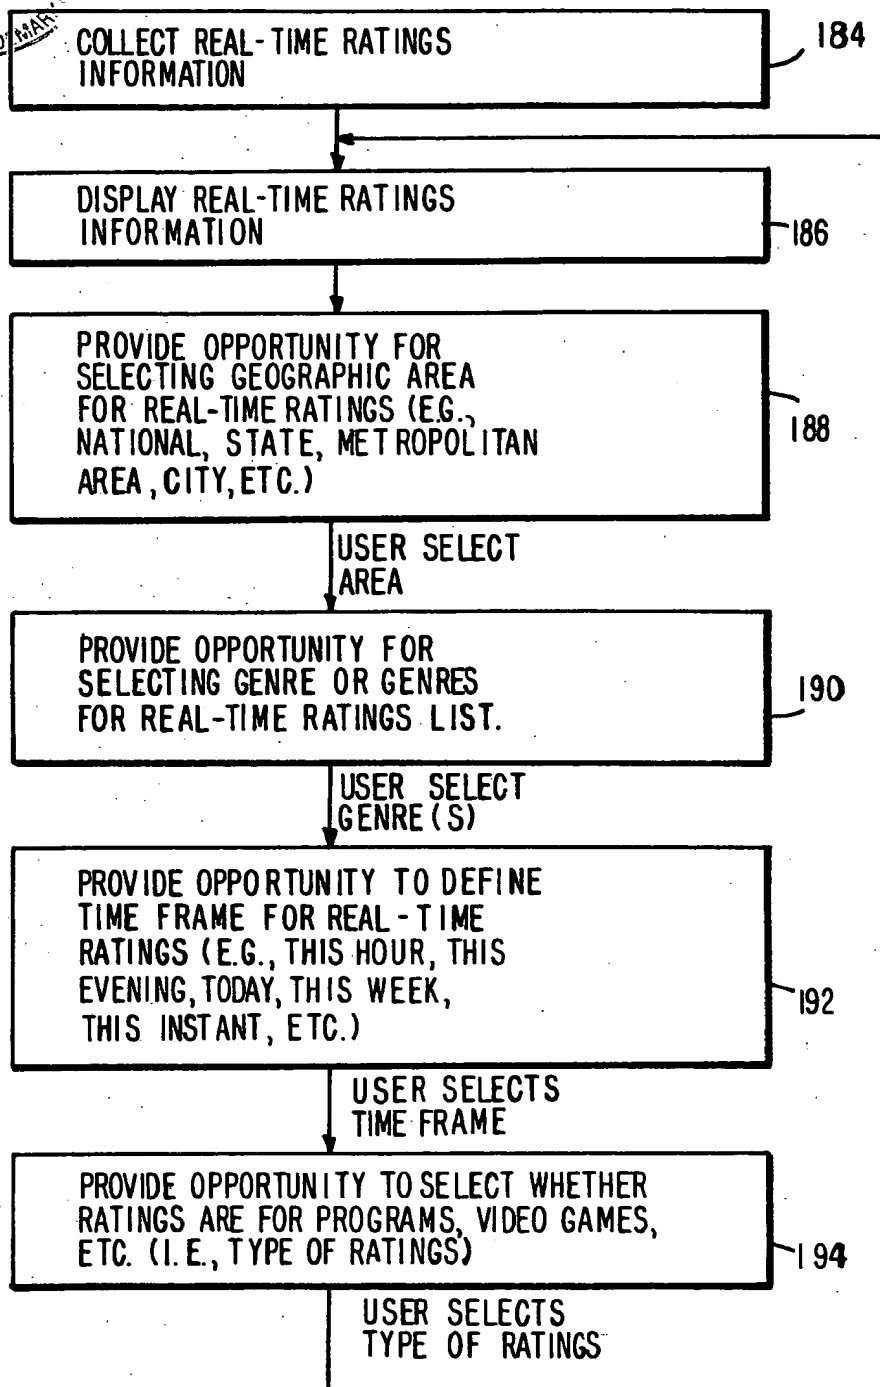 COLLECT REAL-TIME RATINGS
INFORMATION
184
DISPLAY REAL-TIME RATINGS
INFORMATION
186
PROVIDE OPPORTUNITY FOR
SELECTING GEOGRAPHIC AREA
FOR REAL-TIME RATINGS (E.G.,
NATIONAL, STATE, METROPOLITAN
AREA, CITY, ETC.)
188
USER SELECT
AREA
PROVIDE OPPORTUNITY FOR
SELECTING GENRE OR GENRES
FOR REAL-TIME RATINGS LIST.
190
USER SELECT
GENRE(S)
PROVIDE OPPORTUNITY TO DEFINE
TIME FRAME FOR REAL-TIME
RATINGS (E.G., THIS HOUR, THIS
EVENING, TODAY, THIS WEEK,
THIS INSTANT, ETC.)
192
USER SELECTS
TIME FRAME
PROVIDE OPPORTUNITY TO SELECT WHETHER
RATINGS ARE FOR PROGRAMS, VIDEO GAMES,
ETC. (I.E., TYPE OF RATINGS)
194
USER SELECTS
TYPE OF RATINGS